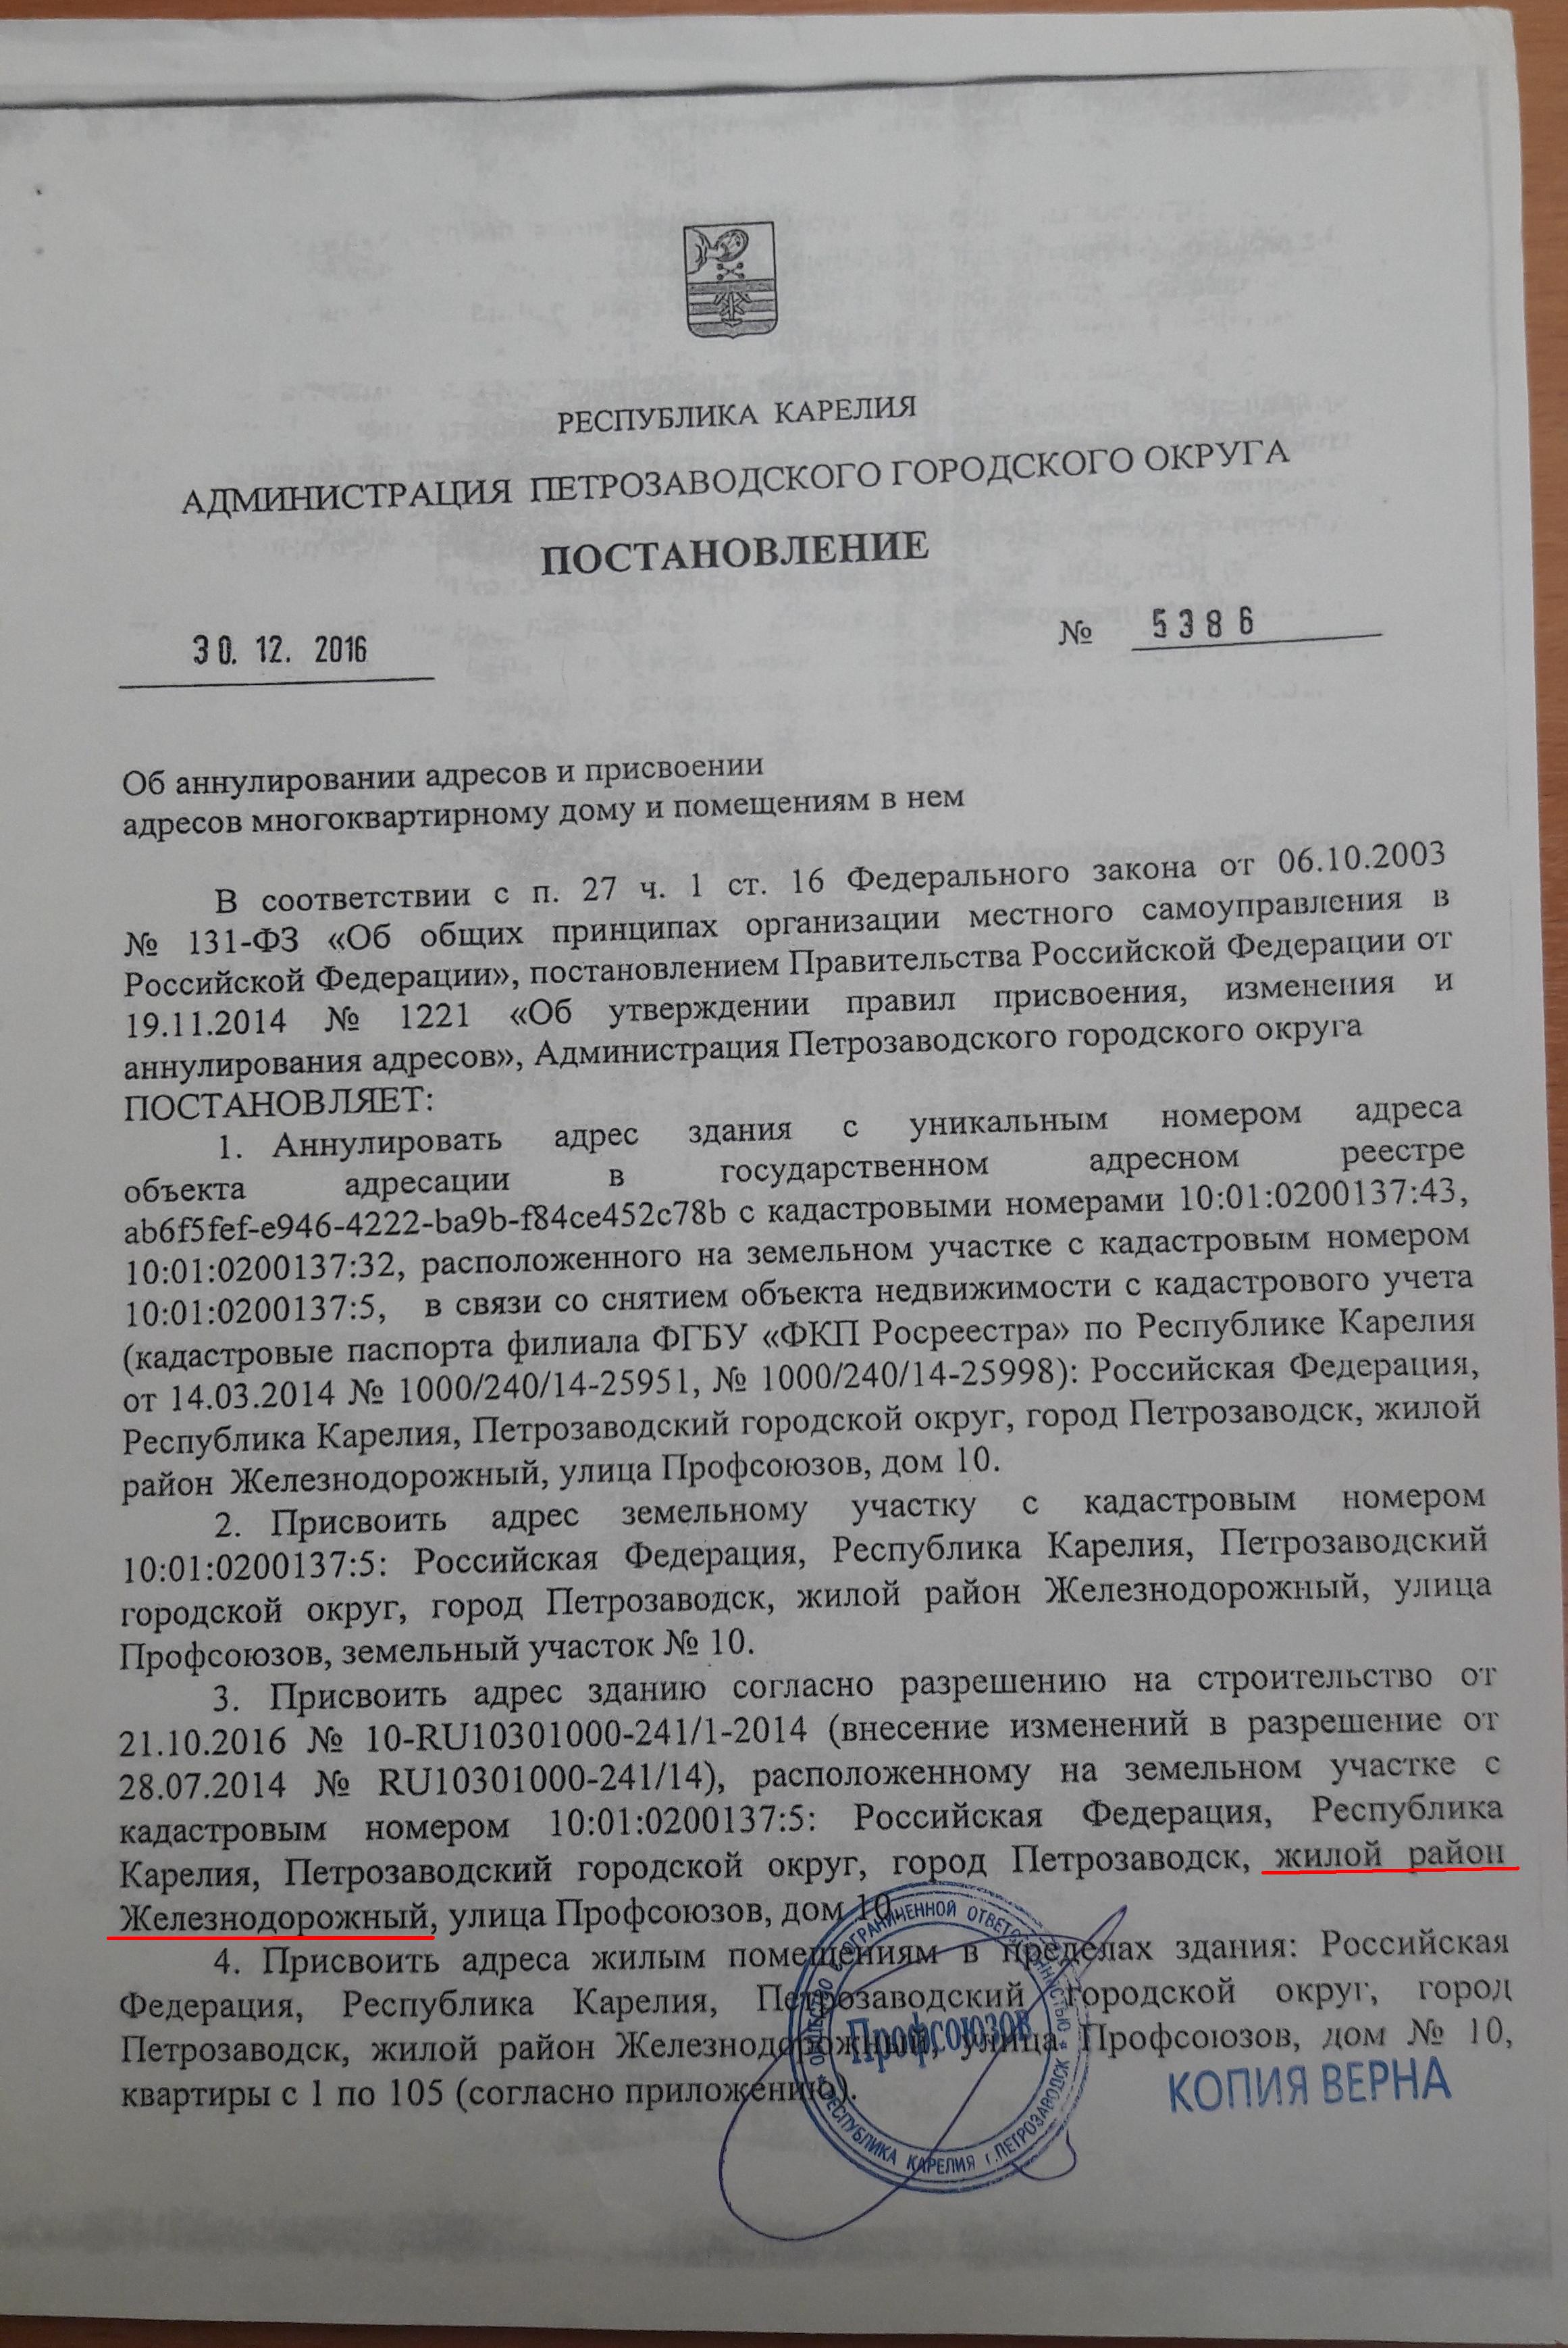 РЕСПУБЛИКА КАРЕЛИЯ
АДМИНИСТРАЦИЯ ПЕТРОЗАВОДСКОГО ГОРОДСКОГО ОКРУГА
ПОСТАНОВЛЕНИЕ
30. 12. 2016
№ 5386
Об аннулировании адресов и присвоении
адресов многоквартирному дому и помещениям в нем
В соответствии с п. 27 ч. 1 ст. 16 Федерального закона от 06.10.2003
№ 131-ФЗ «Об общих принципах организации местного самоуправления в
Российской Федерации», постановлением Правительства Российской Федерации от
19.11.2014 № 1221 «Об утверждении правил присвоения, изменения и
аннулирования адресов», Администрация Петрозаводского городского округа
ПОСТАНОВЛЯЕТ:
1. Аннулировать адрес здания с уникальным номером адреса
объекта адресации в государственном адресном реестре
ab6f5fef-e946-4222-ba9b-f84ce452c78b с кадастровыми номерами 10:01:0200137:43,
10:01:0200137:32, расположенного на земельном участке с кадастровым номером
10:01:0200137:5, в связи со снятием объекта недвижимости с кадастрового учета
(кадастровые паспорта филиала ФГБУ «ФКП Росреестра» по Республике Карелия
от 14.03.2014 № 1000/240/14-25951, № 1000/240/14-25998): Российская Федерация,
Республика Карелия, Петрозаводский городской округ, город Петрозаводск, жилой
район Железнодорожный, улица Профсоюзов, дом 10.
2. Присвоить адрес земельному участку с кадастровым номером
10:01:0200137:5: Российская Федерация, Республика Карелия, Петрозаводский
городской округ, город Петрозаводск, жилой район Железнодорожный, улица
Профсоюзов, земельный участок № 10.
3. Присвоить адрес зданию согласно разрешению на строительство от
21.10.2016 № 10-RU10301000-241/1-2014 (внесение изменений в разрешение от
28.07.2014 № RU10301000-241/14), расположенному на земельном участке с
кадастровым номером 10:01:0200137:5: Российская Федерация, Республика
Карелия, Петрозаводский городской округ, город Петрозаводск, жилой район
Железнодорожный, улица Профсоюзов, дом 10.
4. Присвоить адреса жилым помещениям в пределах здания: Российская
Федерация, Республика Карелия, Петрозаводский городской округ, город
Петрозаводск, жилой район Железнодорожный, улица Профсоюзов, дом № 10,
квартиры с 1 по 105 (согласно приложению).
ОБЩЕСТВО С ОГРАНИЧЕННОЙ ОТВЕТСТВЕННОСТЬЮ
Профсоюзов
РЕСПУБЛИКА КАРЕЛИЯ г.ПЕТРОЗАВОДСК
КОПИЯ ВЕРНА